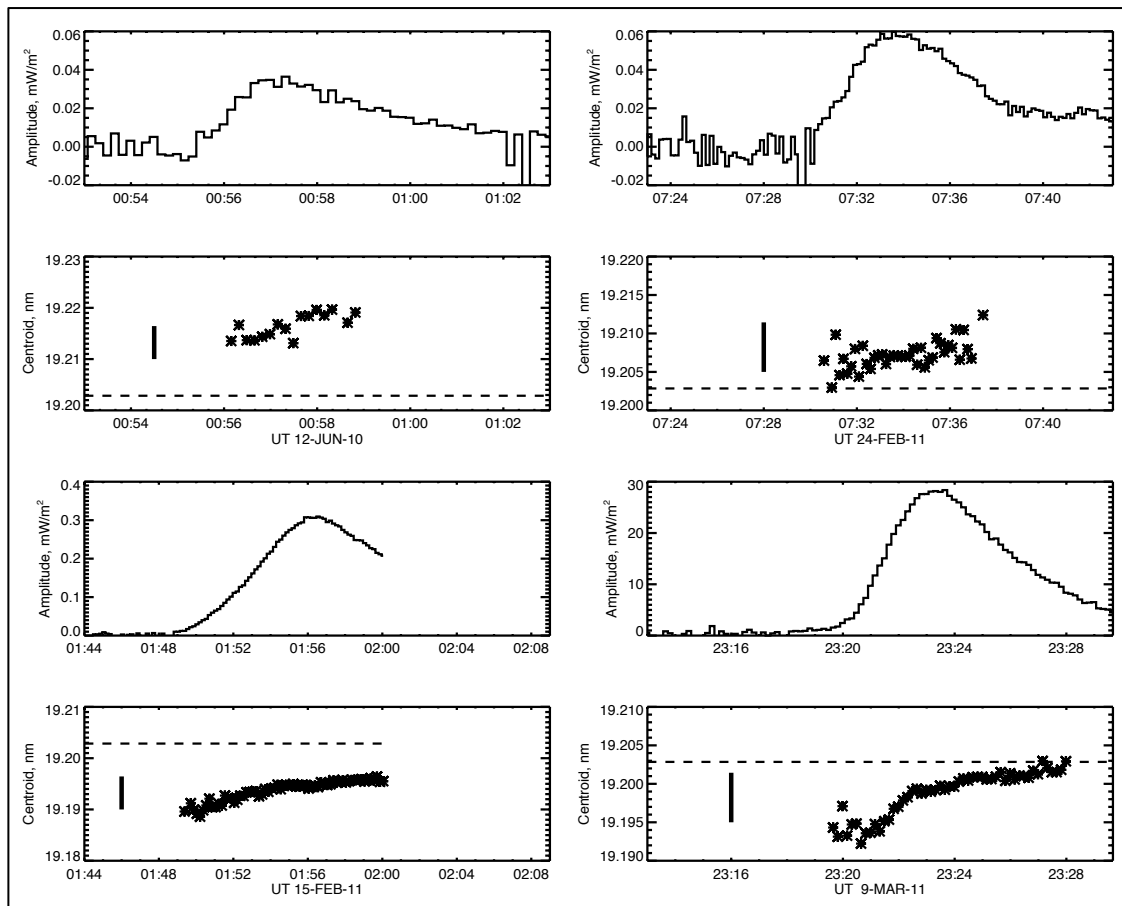 Amplitude, mW/m²
0.06
0.04
0.02
0.00
-0.02
00:54 00:56 00:58 01:00 01:02
Amplitude, mW/m²
0.06
0.04
0.02
0.00
-0.02
07:24 07:28 07:32 07:36 07:40
Centroid, nm
19.23
19.22
19.21
19.20
00:54 00:56 00:58 01:00 01:02
UT 12-JUN-10
Centroid, nm
19.220
19.215
19.210
19.205
19.200
07:24 07:28 07:32 07:36 07:40
UT 24-FEB-11
Amplitude, mW/m²
0.4
0.3
0.2
0.1
0.0
01:44 01:48 01:52 01:56 02:00 02:04 02:08
Amplitude, mW/m²
30
20
10
0
23:16 23:20 23:24 23:28
Centroid, nm
19.21
19.20
19.19
19.18
01:44 01:48 01:52 01:56 02:00 02:04 02:08
UT 15-FEB-11
Centroid, nm
19.210
19.205
19.200
19.195
19.190
23:16 23:20 23:24 23:28
UT 9-MAR-11